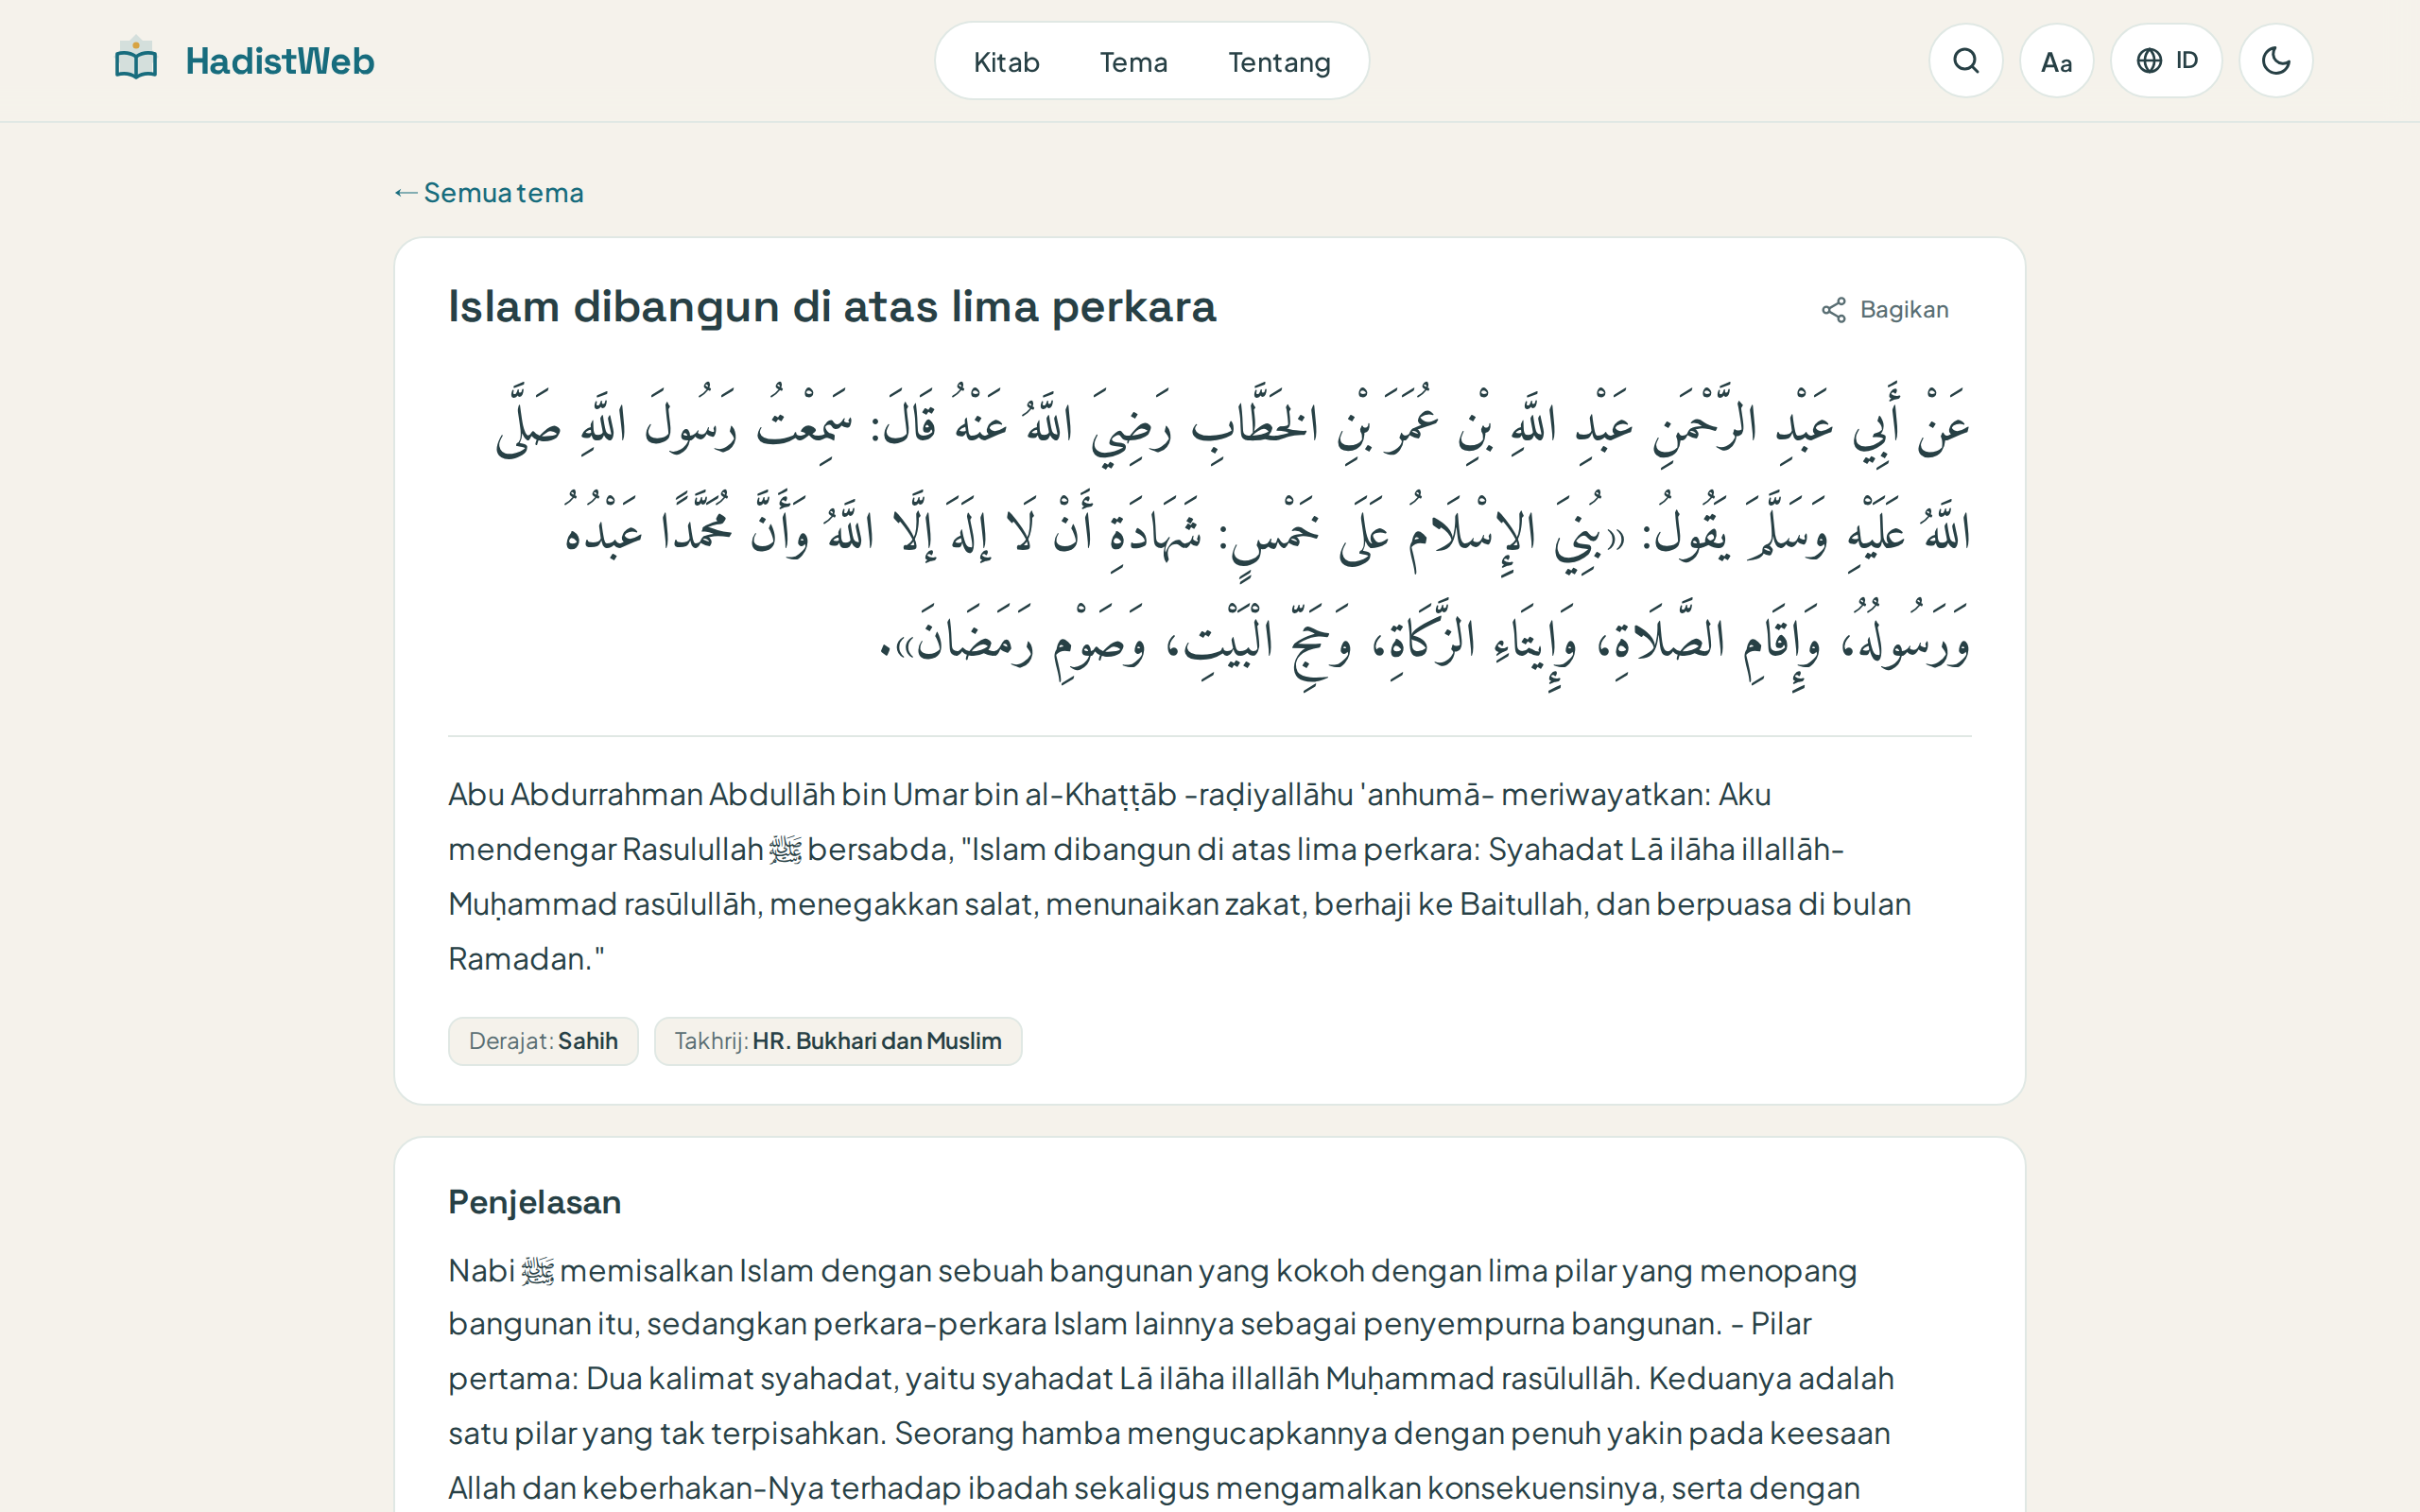 HadistWeb
Kitab
Tema
Tentang
Aa
ID
← Semua tema
Islam dibangun di atas lima perkara
Bagikan
عَنْ أَبِي عَبْدِ الرَّحْمَنِ عَبْدِ اللَّهِ بْنِ عُمَرَ بْنِ الخَطَّابِ رَضِيَ اللَّهُ عَنْهُ قَالَ: سَمِعْتُ رَسُولَ اللَّهِ صَلَّى
اللَّهُ عَلَيْهِ وَسَلَّمَ يَقُولُ: «بُنِيَ الإِسْلَامُ عَلَى خَمْسٍ: شَهَادَةِ أَنْ لَا إلَهَ إلَّا اللَّهُ وَأَنَّ مُحَمَّدًا عَبْدُهُ
وَرَسُولُهُ، وَإِقَامِ الصَّلَاةِ، وَإِيتَاءِ الزَّكَاةِ، وَحَجِّ الْبَيْتِ، وَصَوْمِ رَمَضَانَ».
Abu Abdurrahman Abdullāh bin Umar bin al-Khaṭṭāb -raḍiyallāhu 'anhumā- meriwayatkan: Aku
mendengar Rasulullah ﷺ bersabda, "Islam dibangun di atas lima perkara: Syahadat Lā ilāha illallāh-
Muḥammad rasūlullāh, menegakkan salat, menunaikan zakat, berhaji ke Baitullah, dan berpuasa di bulan
Ramadan."
Derajat: Sahih
Takhrij: HR. Bukhari dan Muslim
Penjelasan
Nabi ﷺ memisalkan Islam dengan sebuah bangunan yang kokoh dengan lima pilar yang menopang
bangunan itu, sedangkan perkara-perkara Islam lainnya sebagai penyempurna bangunan. - Pilar
pertama: Dua kalimat syahadat, yaitu syahadat Lā ilāha illallāh Muḥammad rasūlullāh. Keduanya adalah
satu pilar yang tak terpisahkan. Seorang hamba mengucapkannya dengan penuh yakin pada keesaan
Allah dan keberhakan-Nya terhadap ibadah sekaligus mengamalkan konsekuensinya, serta dengan